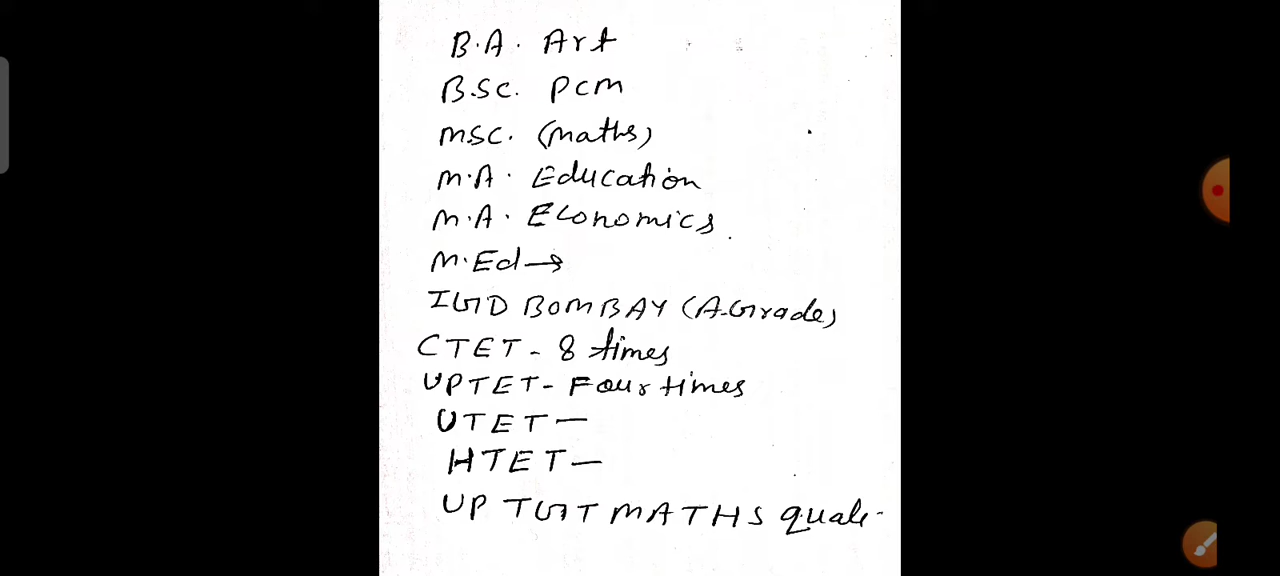 B.A. Art
B.Sc. PCM
MSC. (Maths)
M.A. Education
M.A. Economics
M.Ed →
IGD BOMBAY (A.Grade)
CTET - 8 times
UPTET - Four times
UTET —
HTET —
UP TGT MATHS quali-